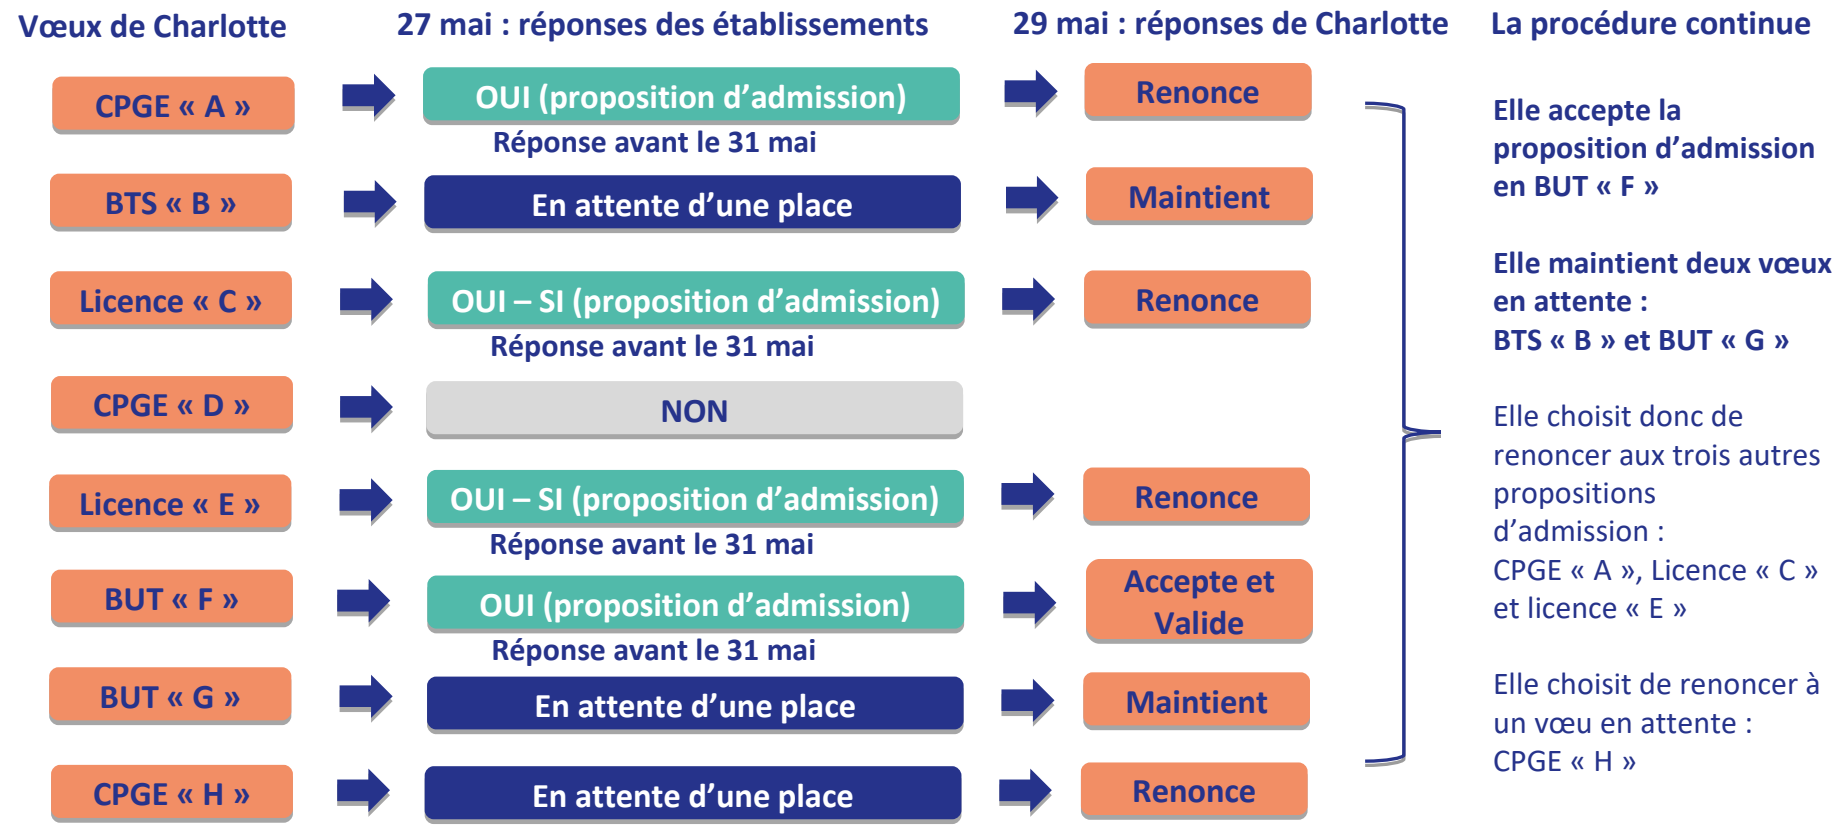 Vœux de Charlotte
27 mai : réponses des établissements
29 mai : réponses de Charlotte
La procédure continue
CPGE « A »
OUI (proposition d’admission)
Réponse avant le 31 mai
Renonce
BTS « B »
En attente d’une place
Maintient
Licence « C »
OUI – SI (proposition d’admission)
Réponse avant le 31 mai
Renonce
CPGE « D »
NON
Licence « E »
OUI – SI (proposition d’admission)
Réponse avant le 31 mai
Renonce
BUT « F »
OUI (proposition d’admission)
Réponse avant le 31 mai
Accepte et
Valide
BUT « G »
En attente d’une place
Maintient
CPGE « H »
En attente d’une place
Renonce
Elle accepte la
proposition d’admission
en BUT « F »
Elle maintient deux vœux
en attente :
BTS « B » et BUT « G »
Elle choisit donc de
renoncer aux trois autres
propositions
d’admission :
CPGE « A », Licence « C »
et licence « E »
Elle choisit de renoncer à
un vœu en attente :
CPGE « H »